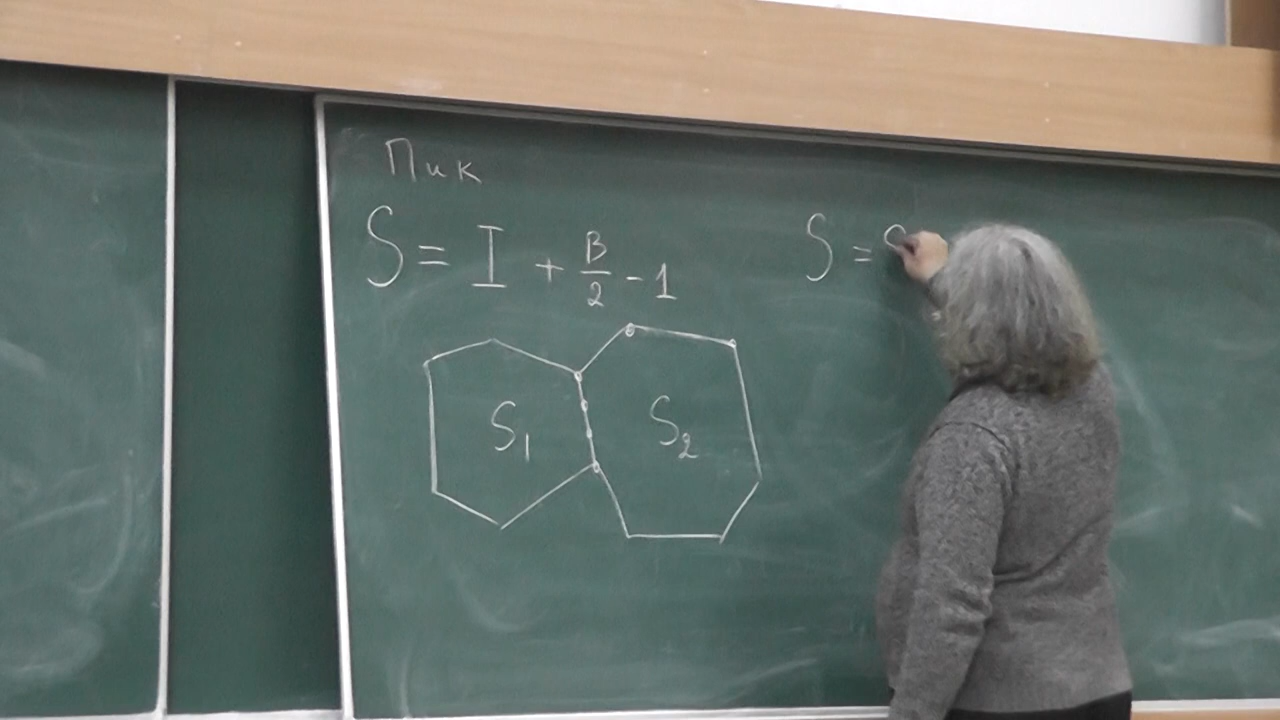 Пик
S = I + B/2 - 1
S =
S₁
S₂